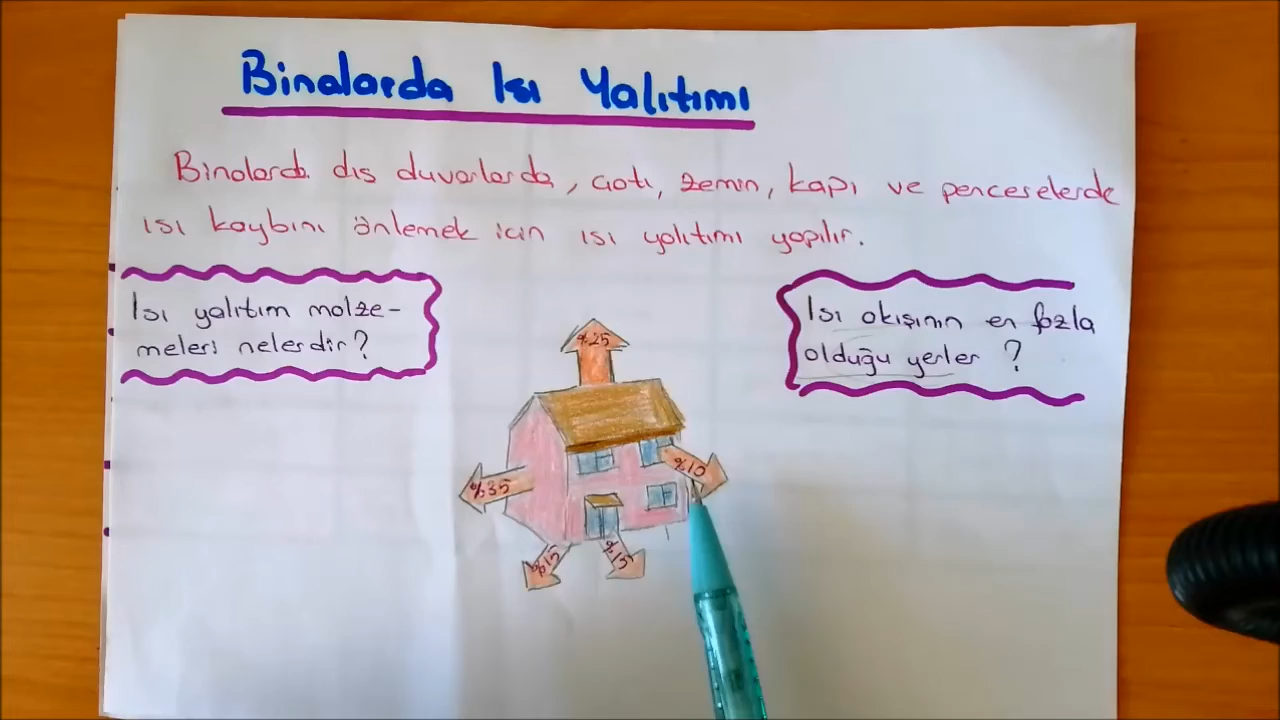 Binalarda Isı Yalıtımı
Binalarda dış duvarlarda, çatı, zemin, kapı ve pencerelerde
ısı kaybını önlemek için ısı yalıtımı yapılır.
Isı yalıtım malze-
meleri nelerdir?
Isı akışının en fazla
olduğu yerler ?
%25
%10
%35
%15
%15